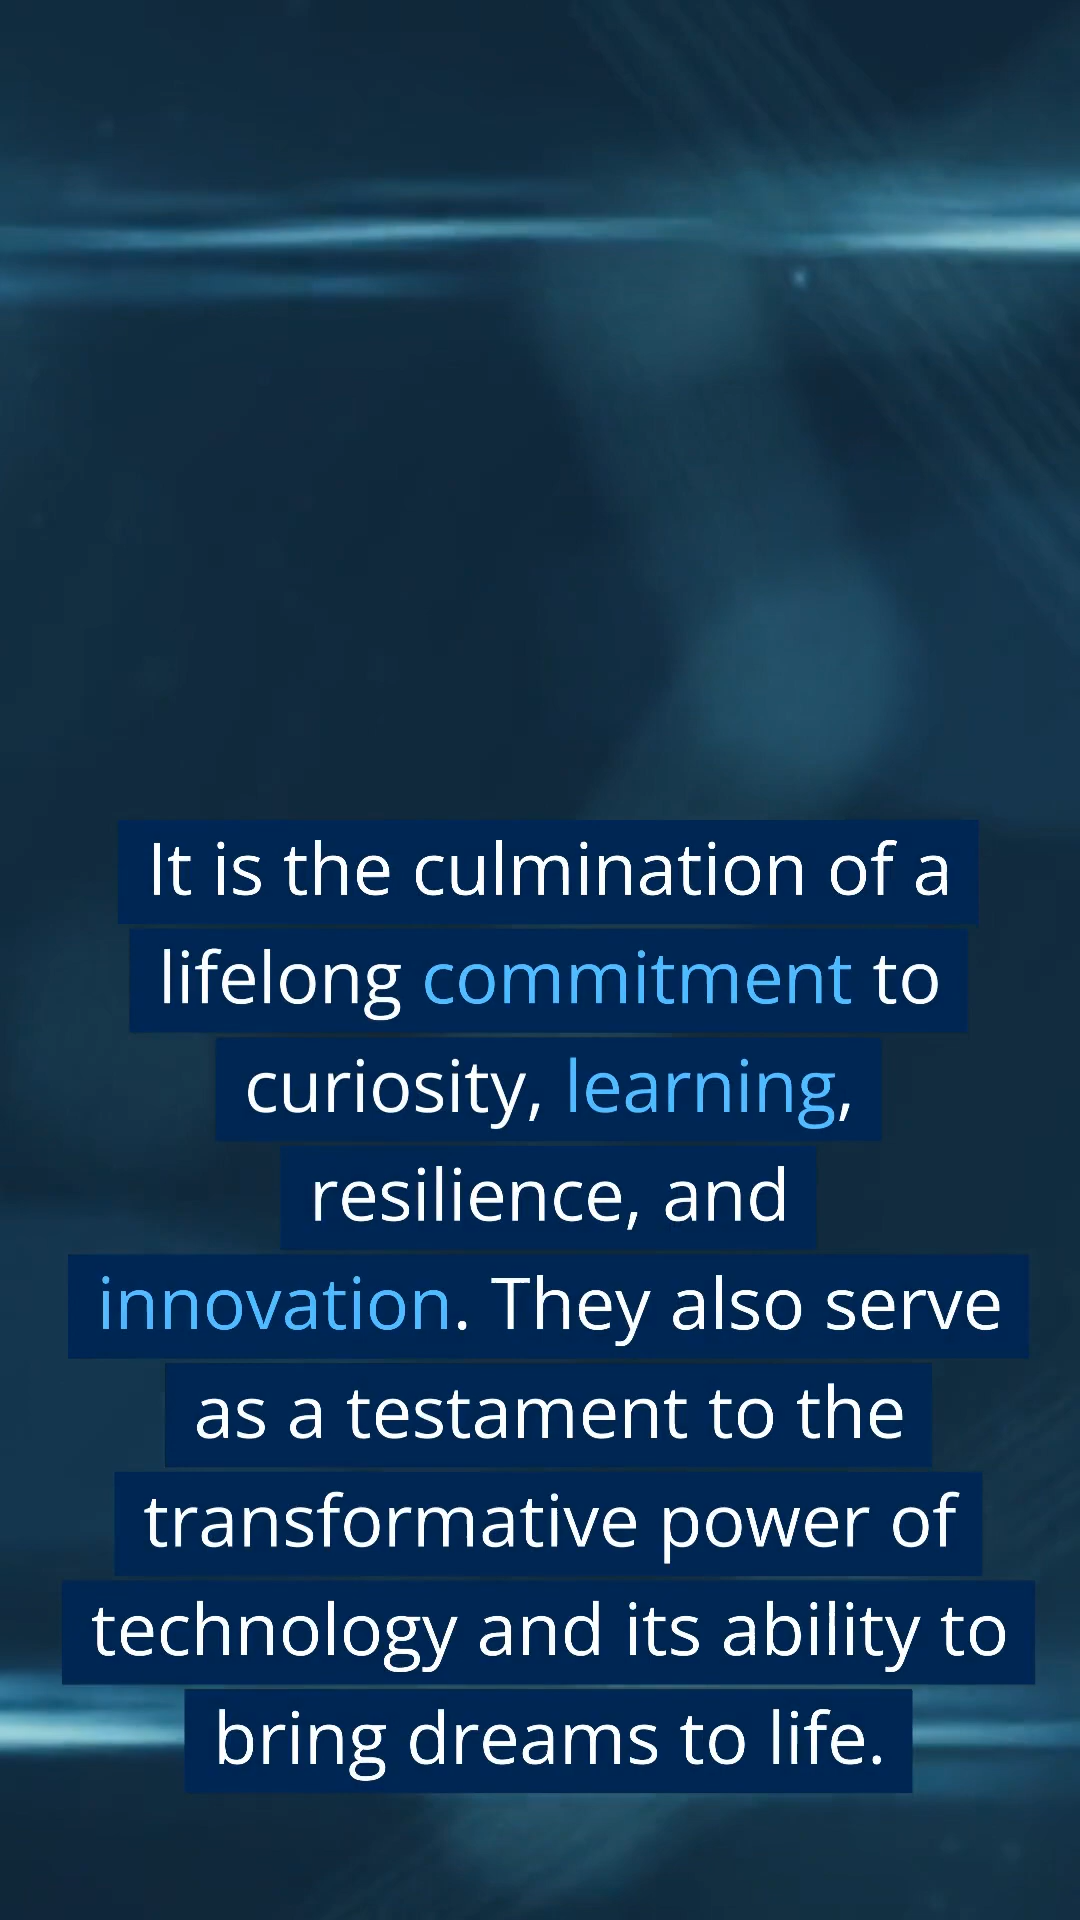 It is the culmination of a
lifelong commitment to
curiosity, learning,
resilience, and
innovation. They also serve
as a testament to the
transformative power of
technology and its ability to
bring dreams to life.